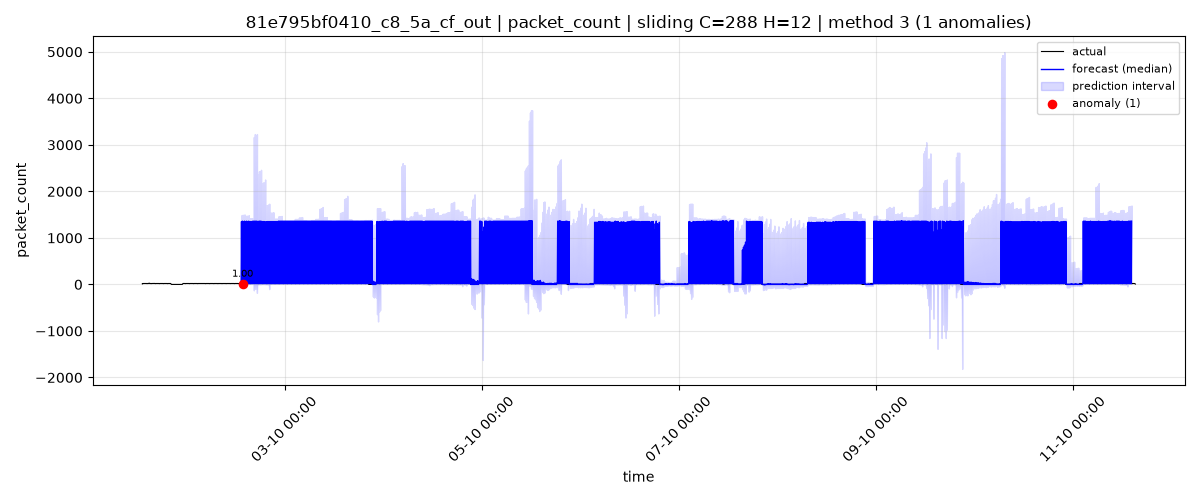 81e795bf0410_c8_5a_cf_out | packet_count | sliding C=288 H=12 | method 3 (1 anomalies)
actual
forecast (median)
prediction interval
anomaly (1)
5000
4000
3000
2000
1000
0
−1000
−2000
packet_count
1.00
03-10 00:00
05-10 00:00
07-10 00:00
09-10 00:00
11-10 00:00
time